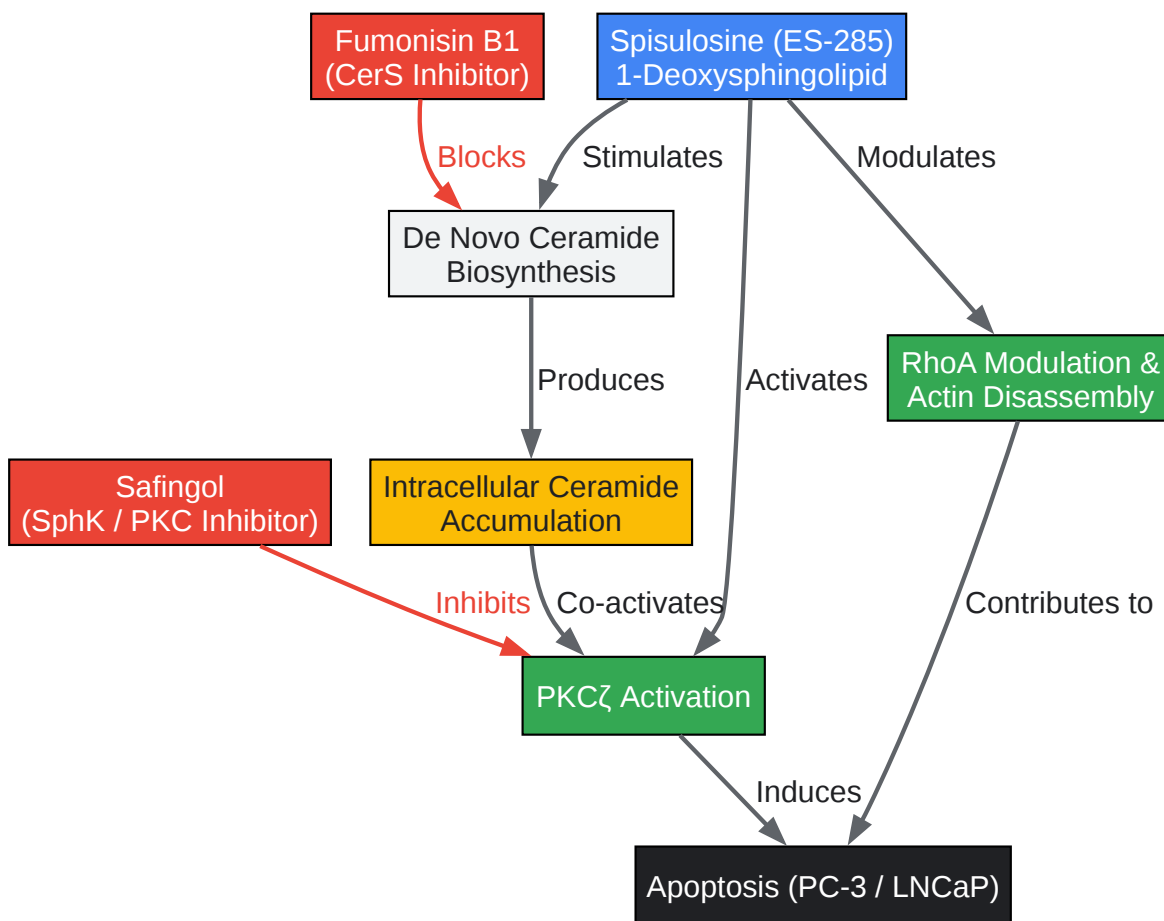 Fumonisin B1
(CerS Inhibitor)
Spisulosine (ES-285)
1-Deoxysphingolipid
Blocks
Stimulates
Modulates
De Novo Ceramide
Biosynthesis
RhoA Modulation &
Actin Disassembly
Produces
Activates
Safingol
(SphK / PKC Inhibitor)
Intracellular Ceramide
Accumulation
Inhibits
Co-activates
Contributes to
PKCζ Activation
Induces
Apoptosis (PC-3 / LNCaP)